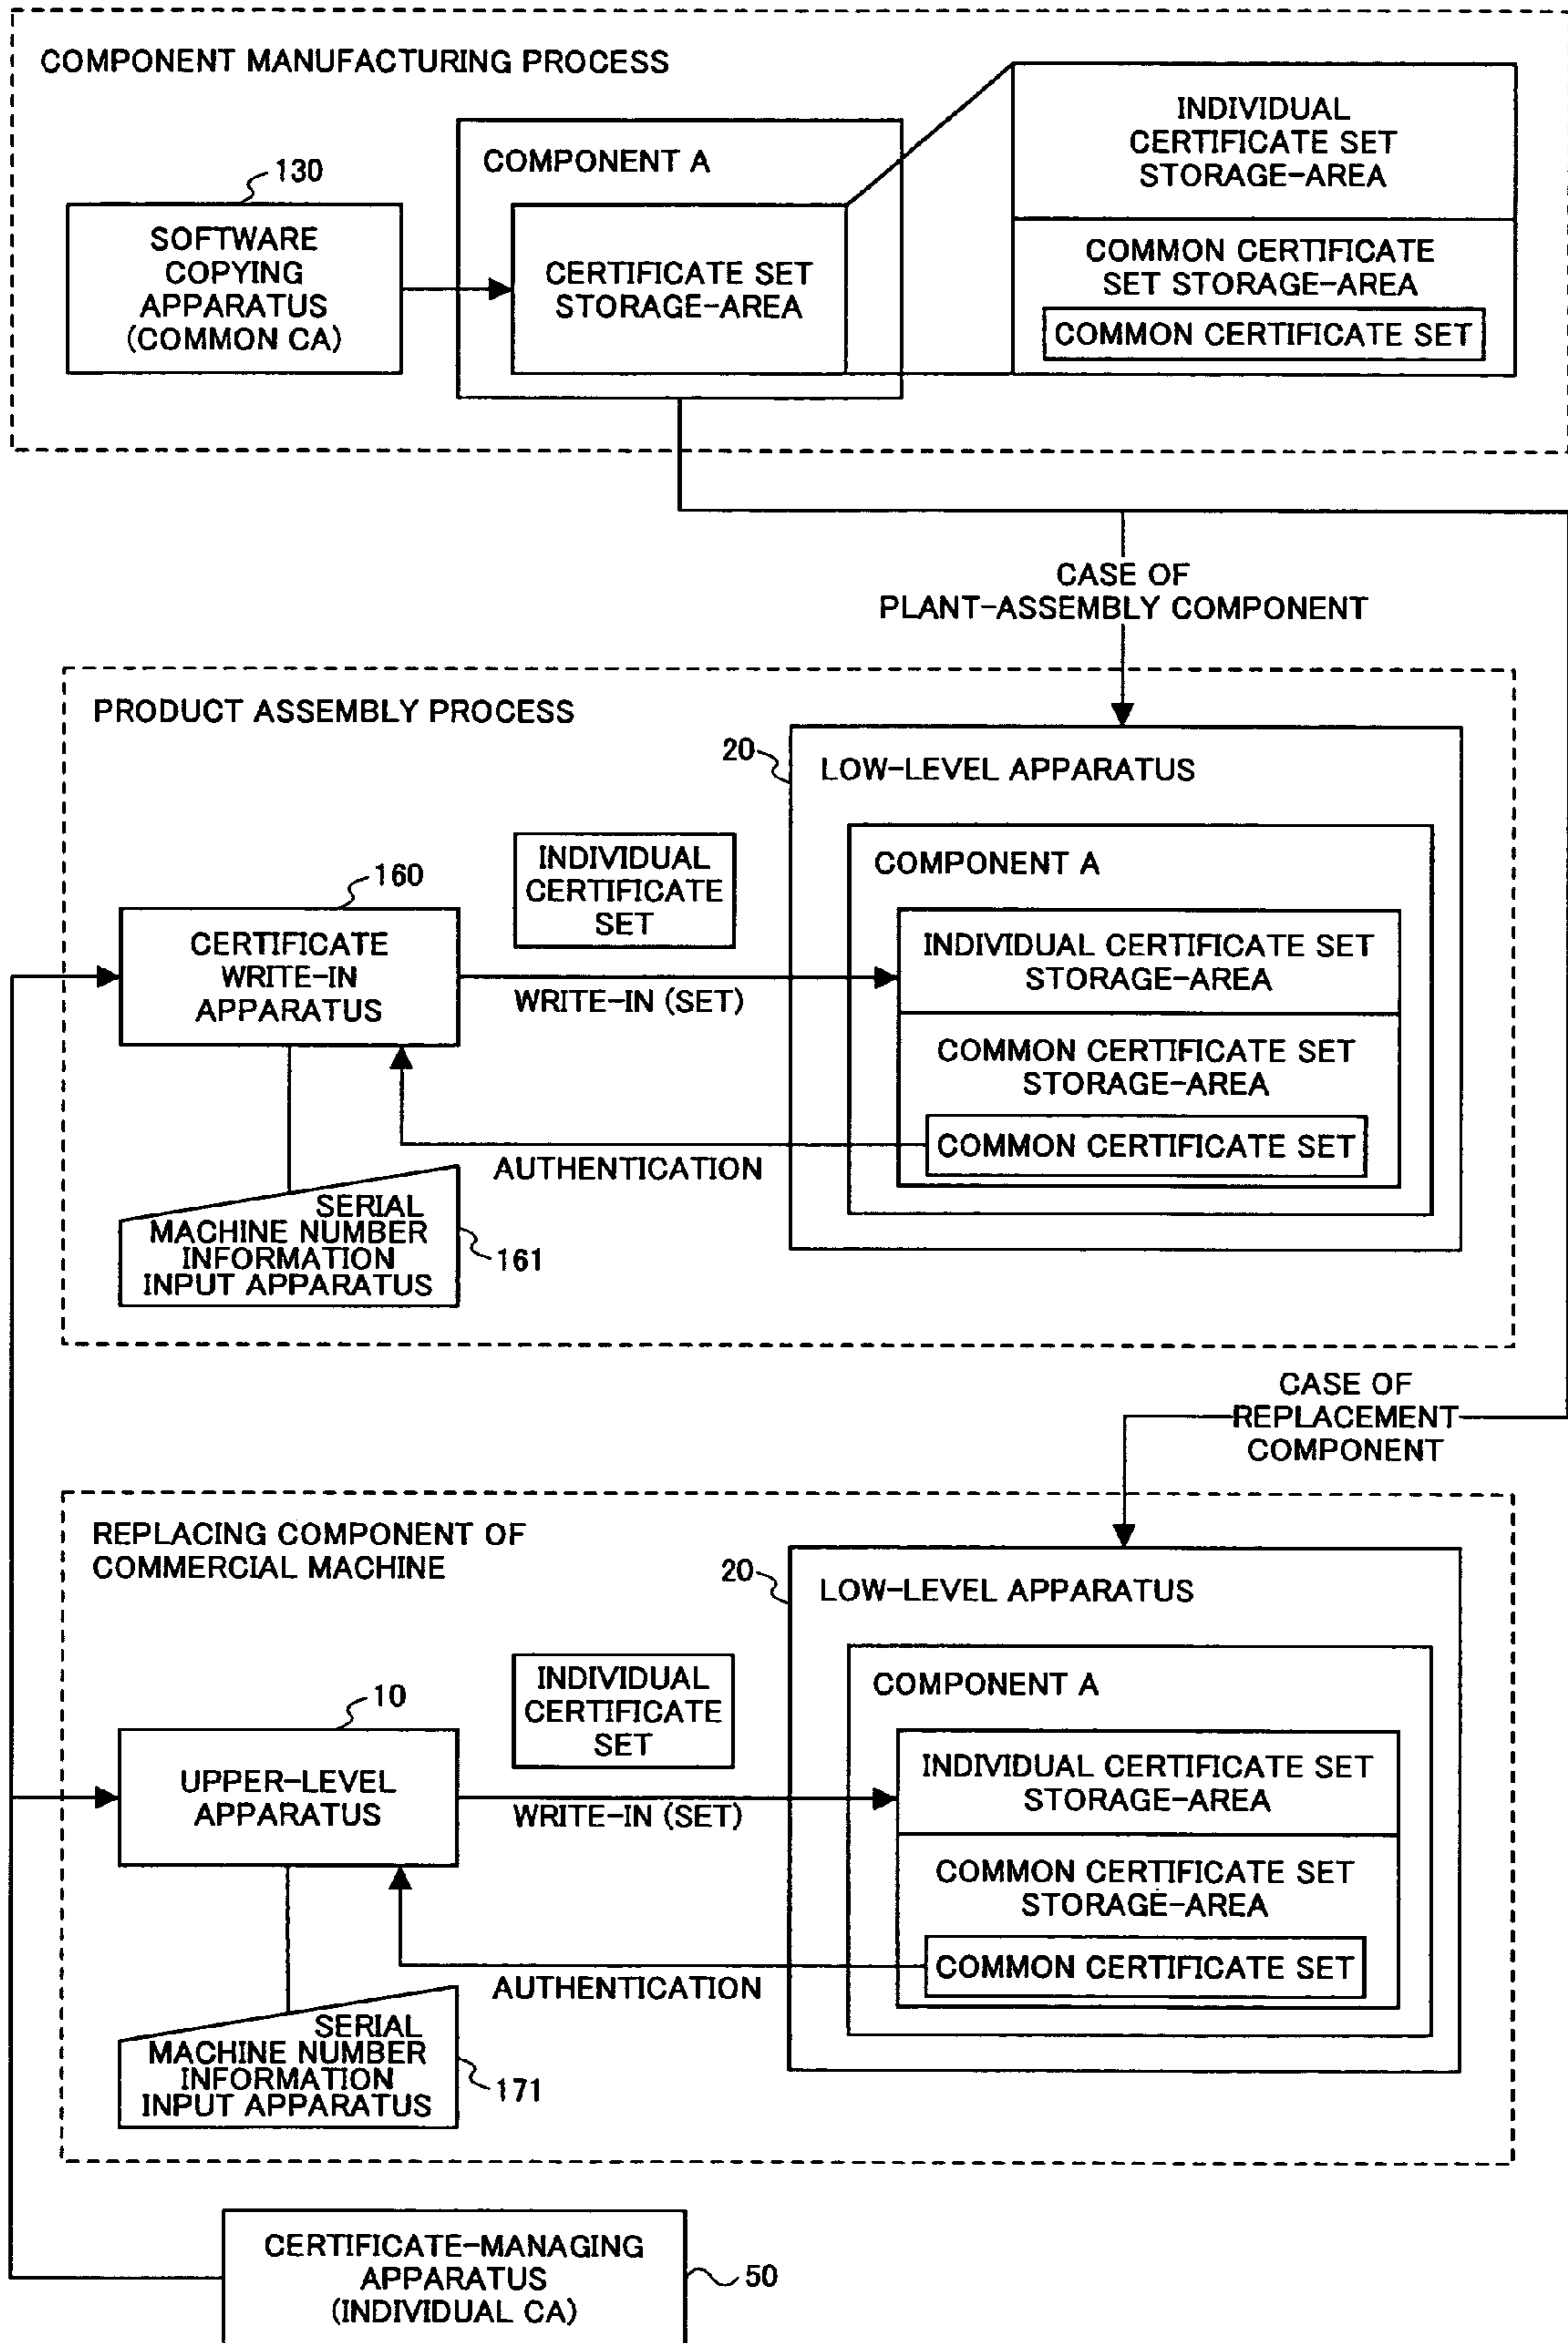 COMPONENT MANUFACTURING PROCESS
130
SOFTWARE
COPYING
APPARATUS
(COMMON CA)
COMPONENT A
CERTIFICATE SET
STORAGE-AREA
INDIVIDUAL
CERTIFICATE SET
STORAGE-AREA
COMMON CERTIFICATE
SET STORAGE-AREA
COMMON CERTIFICATE SET
CASE OF
PLANT-ASSEMBLY COMPONENT
PRODUCT ASSEMBLY PROCESS
20
LOW-LEVEL APPARATUS
160
CERTIFICATE
WRITE-IN
APPARATUS
INDIVIDUAL
CERTIFICATE
SET
WRITE-IN (SET)
COMPONENT A
INDIVIDUAL CERTIFICATE SET
STORAGE-AREA
COMMON CERTIFICATE SET
STORAGE-AREA
COMMON CERTIFICATE SET
AUTHENTICATION
SERIAL
MACHINE NUMBER
INFORMATION
INPUT APPARATUS
161
CASE OF
REPLACEMENT
COMPONENT
REPLACING COMPONENT OF
COMMERCIAL MACHINE
20
LOW-LEVEL APPARATUS
10
UPPER-LEVEL
APPARATUS
INDIVIDUAL
CERTIFICATE
SET
WRITE-IN (SET)
COMPONENT A
INDIVIDUAL CERTIFICATE SET
STORAGE-AREA
COMMON CERTIFICATE SET
STORAGE-AREA
COMMON CERTIFICATE SET
AUTHENTICATION
SERIAL
MACHINE NUMBER
INFORMATION
INPUT APPARATUS
171
CERTIFICATE-MANAGING
APPARATUS
(INDIVIDUAL CA)
50